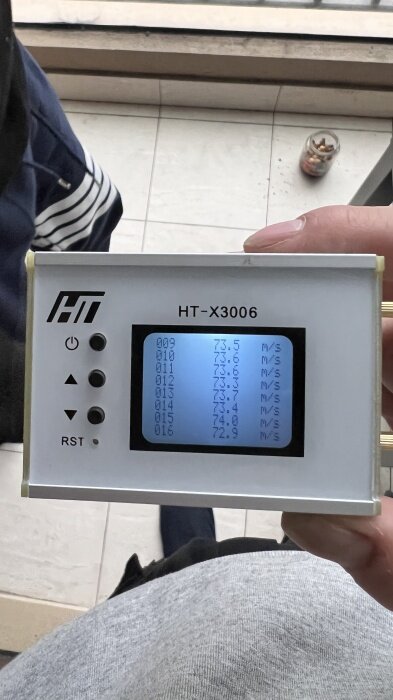 HT
HT-X3006
009 73.5 m/s
010 73.6 m/s
011 73.6 m/s
012 73.3 m/s
013 73.7 m/s
014 73.4 m/s
015 74.0 m/s
016 72.9 m/s
RST